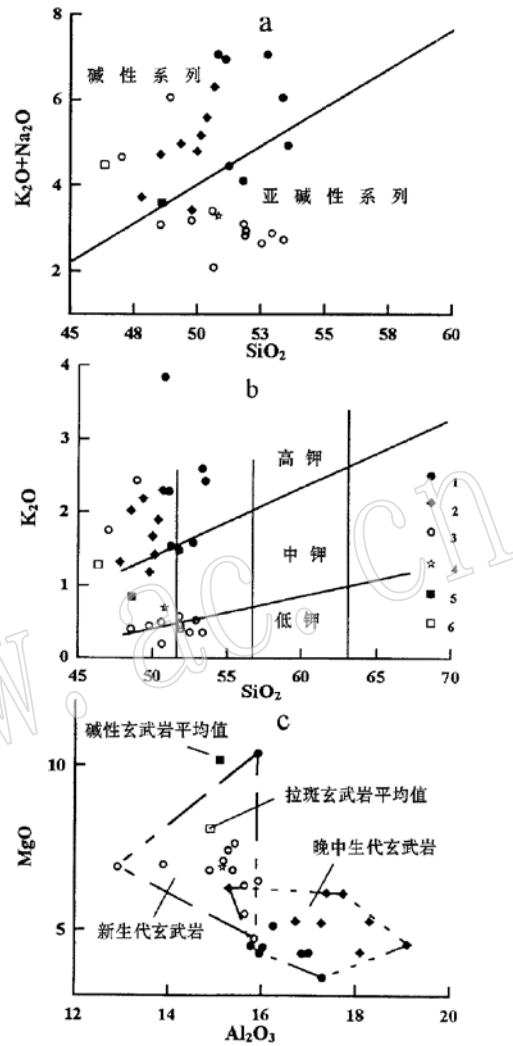 a
碱性系列
亚碱性系列
K₂O+Na₂O
8
6
4
2
45 48 50 53 55 58 60
SiO₂
b
高钾
中钾
低钾
K₂O
4
3
2
1
0
45 50 55 60 65 70
SiO₂
1
2
3
4
5
6
c
碱性玄武岩平均值
拉斑玄武岩平均值
晚中生代玄武岩
新生代玄武岩
MgO
10
5
12 14 16 18 20
Al₂O₃
w.ac.cn